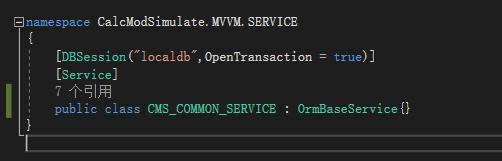 namespace CalcModSimulate.MVVM.SERVICE
{
[DBSession("localdb",OpenTransaction = true)]
[Service]
7 个引用
public class CMS_COMMON_SERVICE : OrmBaseService{}
}